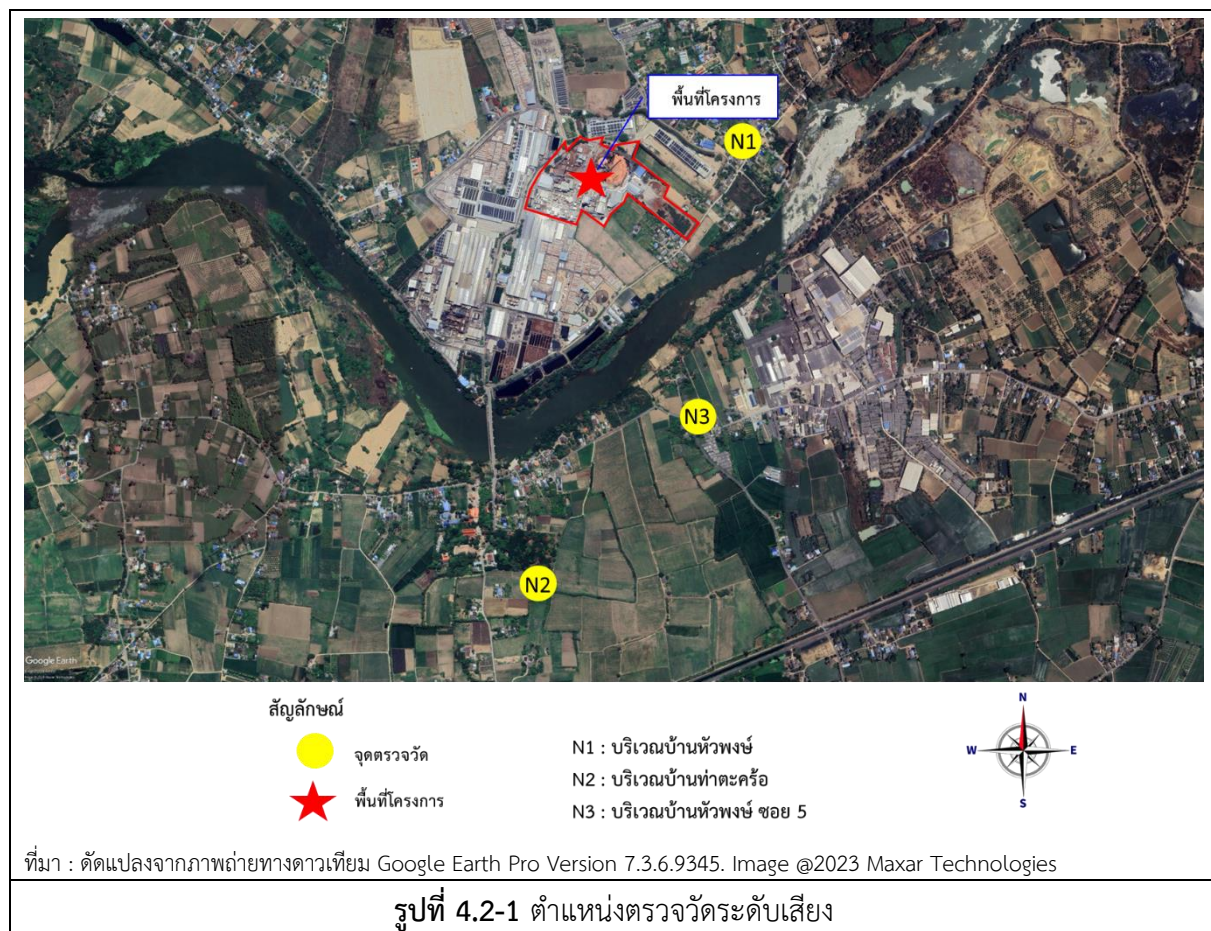 พื้นที่โครงการ
N1
N3
N2
Google Earth
สัญลักษณ์
จุดตรวจวัด
พื้นที่โครงการ
N1 : บริเวณบ้านหัวพงษ์
N2 : บริเวณบ้านท่าตะคร้อ
N3 : บริเวณบ้านหัวพงษ์ ซอย 5
N
W
E
S
ที่มา : ดัดแปลงจากภาพถ่ายทางดาวเทียม Google Earth Pro Version 7.3.6.9345. Image @2023 Maxar Technologies
รูปที่ 4.2-1 ตำแหน่งตรวจวัดระดับเสียง